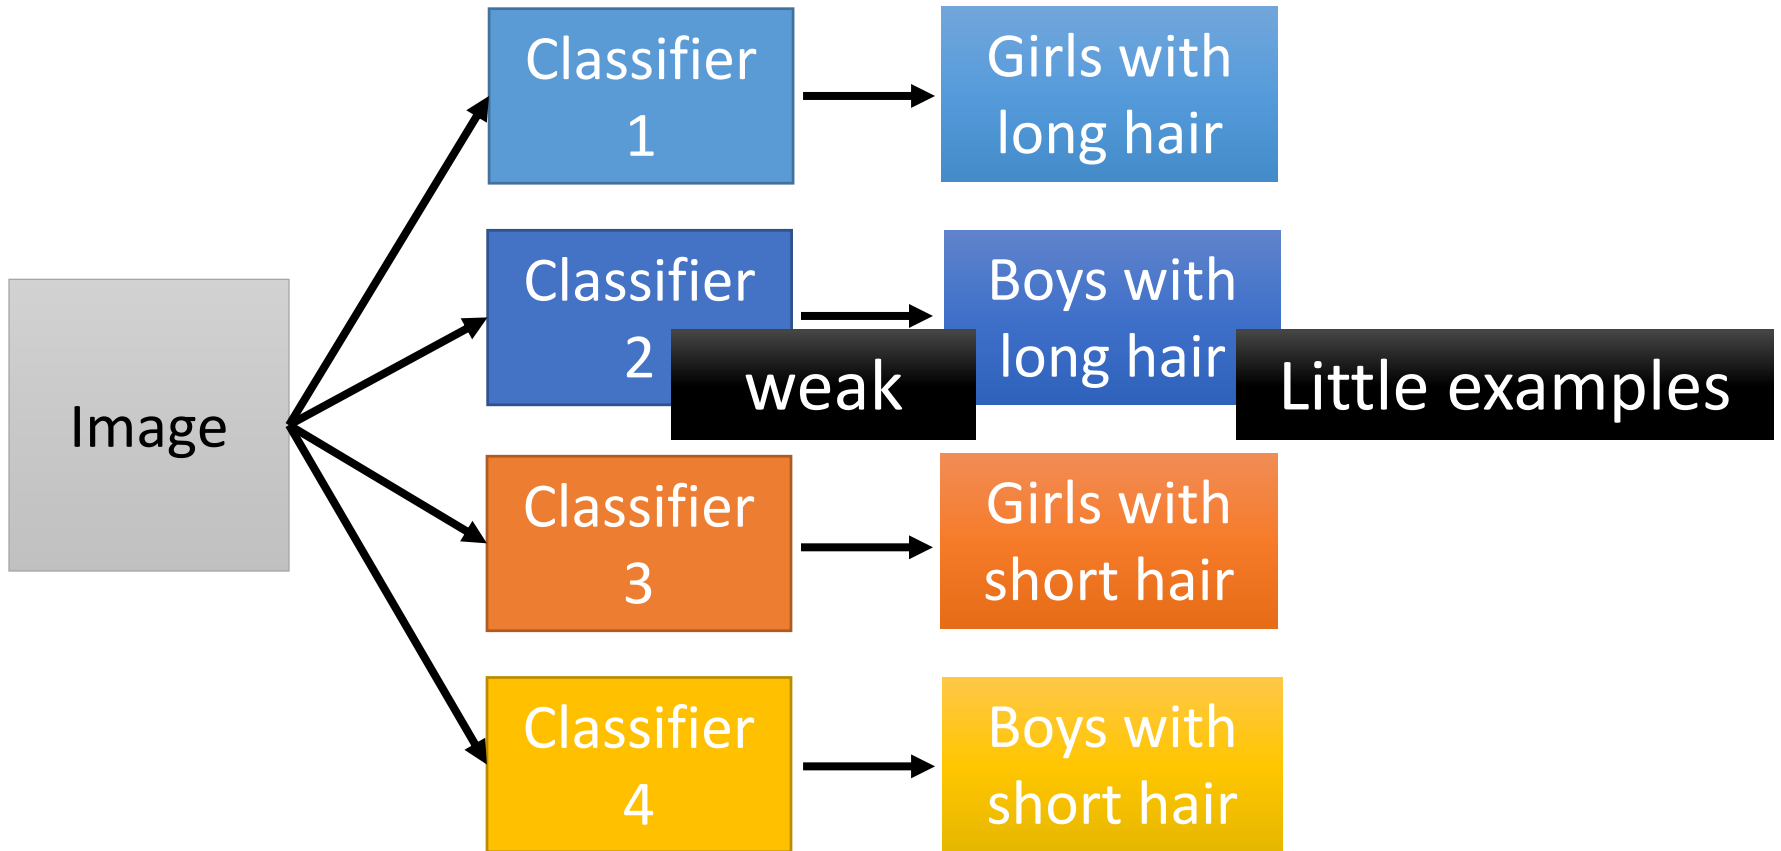 Classifier
1
Girls with
long hair
Classifier
2
Boys with
long hair
weak
Little examples
Image
Classifier
3
Girls with
short hair
Classifier
4
Boys with
short hair